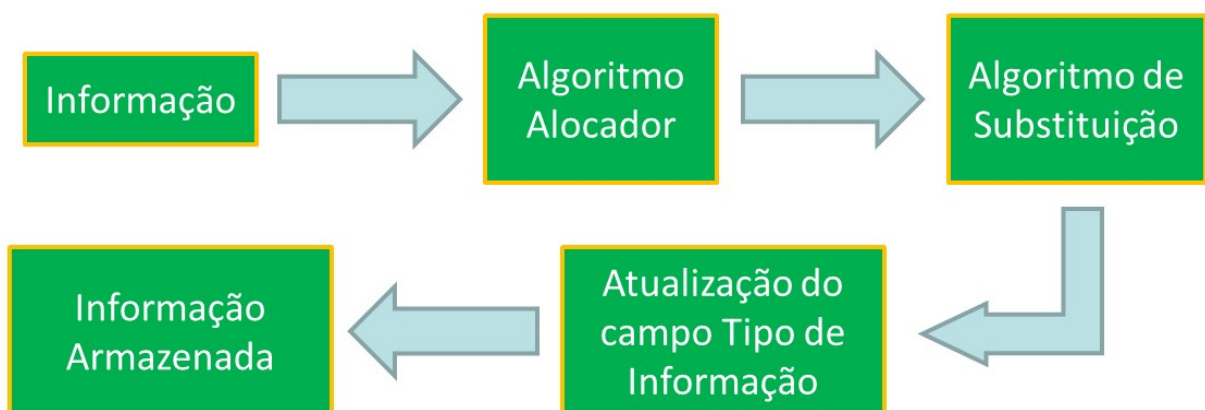 Informação
Algoritmo
Alocador
Algoritmo de
Substituição
Atualização do
campo Tipo de
Informação
Informação
Armazenada